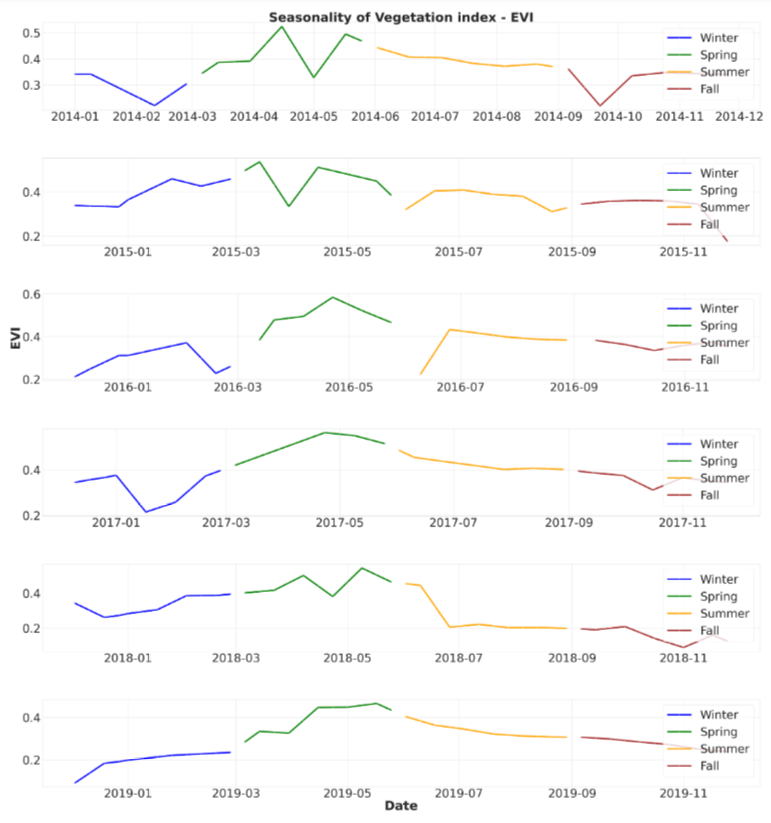 Seasonality of Vegetation index - EVI
0.5
0.4
0.3
Winter
Spring
Summer
Fall
2014-01 2014-02 2014-03 2014-04 2014-05 2014-06 2014-07 2014-08 2014-09 2014-10 2014-11 2014-12
0.4
0.2
Winter
Spring
Summer
Fall
2015-01 2015-03 2015-05 2015-07 2015-09 2015-11
EVI
0.6
0.4
0.2
Winter
Spring
Summer
Fall
2016-01 2016-03 2016-05 2016-07 2016-09 2016-11
0.4
0.2
Winter
Spring
Summer
Fall
2017-01 2017-03 2017-05 2017-07 2017-09 2017-11
0.4
0.2
Winter
Spring
Summer
Fall
2018-01 2018-03 2018-05 2018-07 2018-09 2018-11
0.4
0.2
Winter
Spring
Summer
Fall
2019-01 2019-03 2019-05 2019-07 2019-09 2019-11
Date